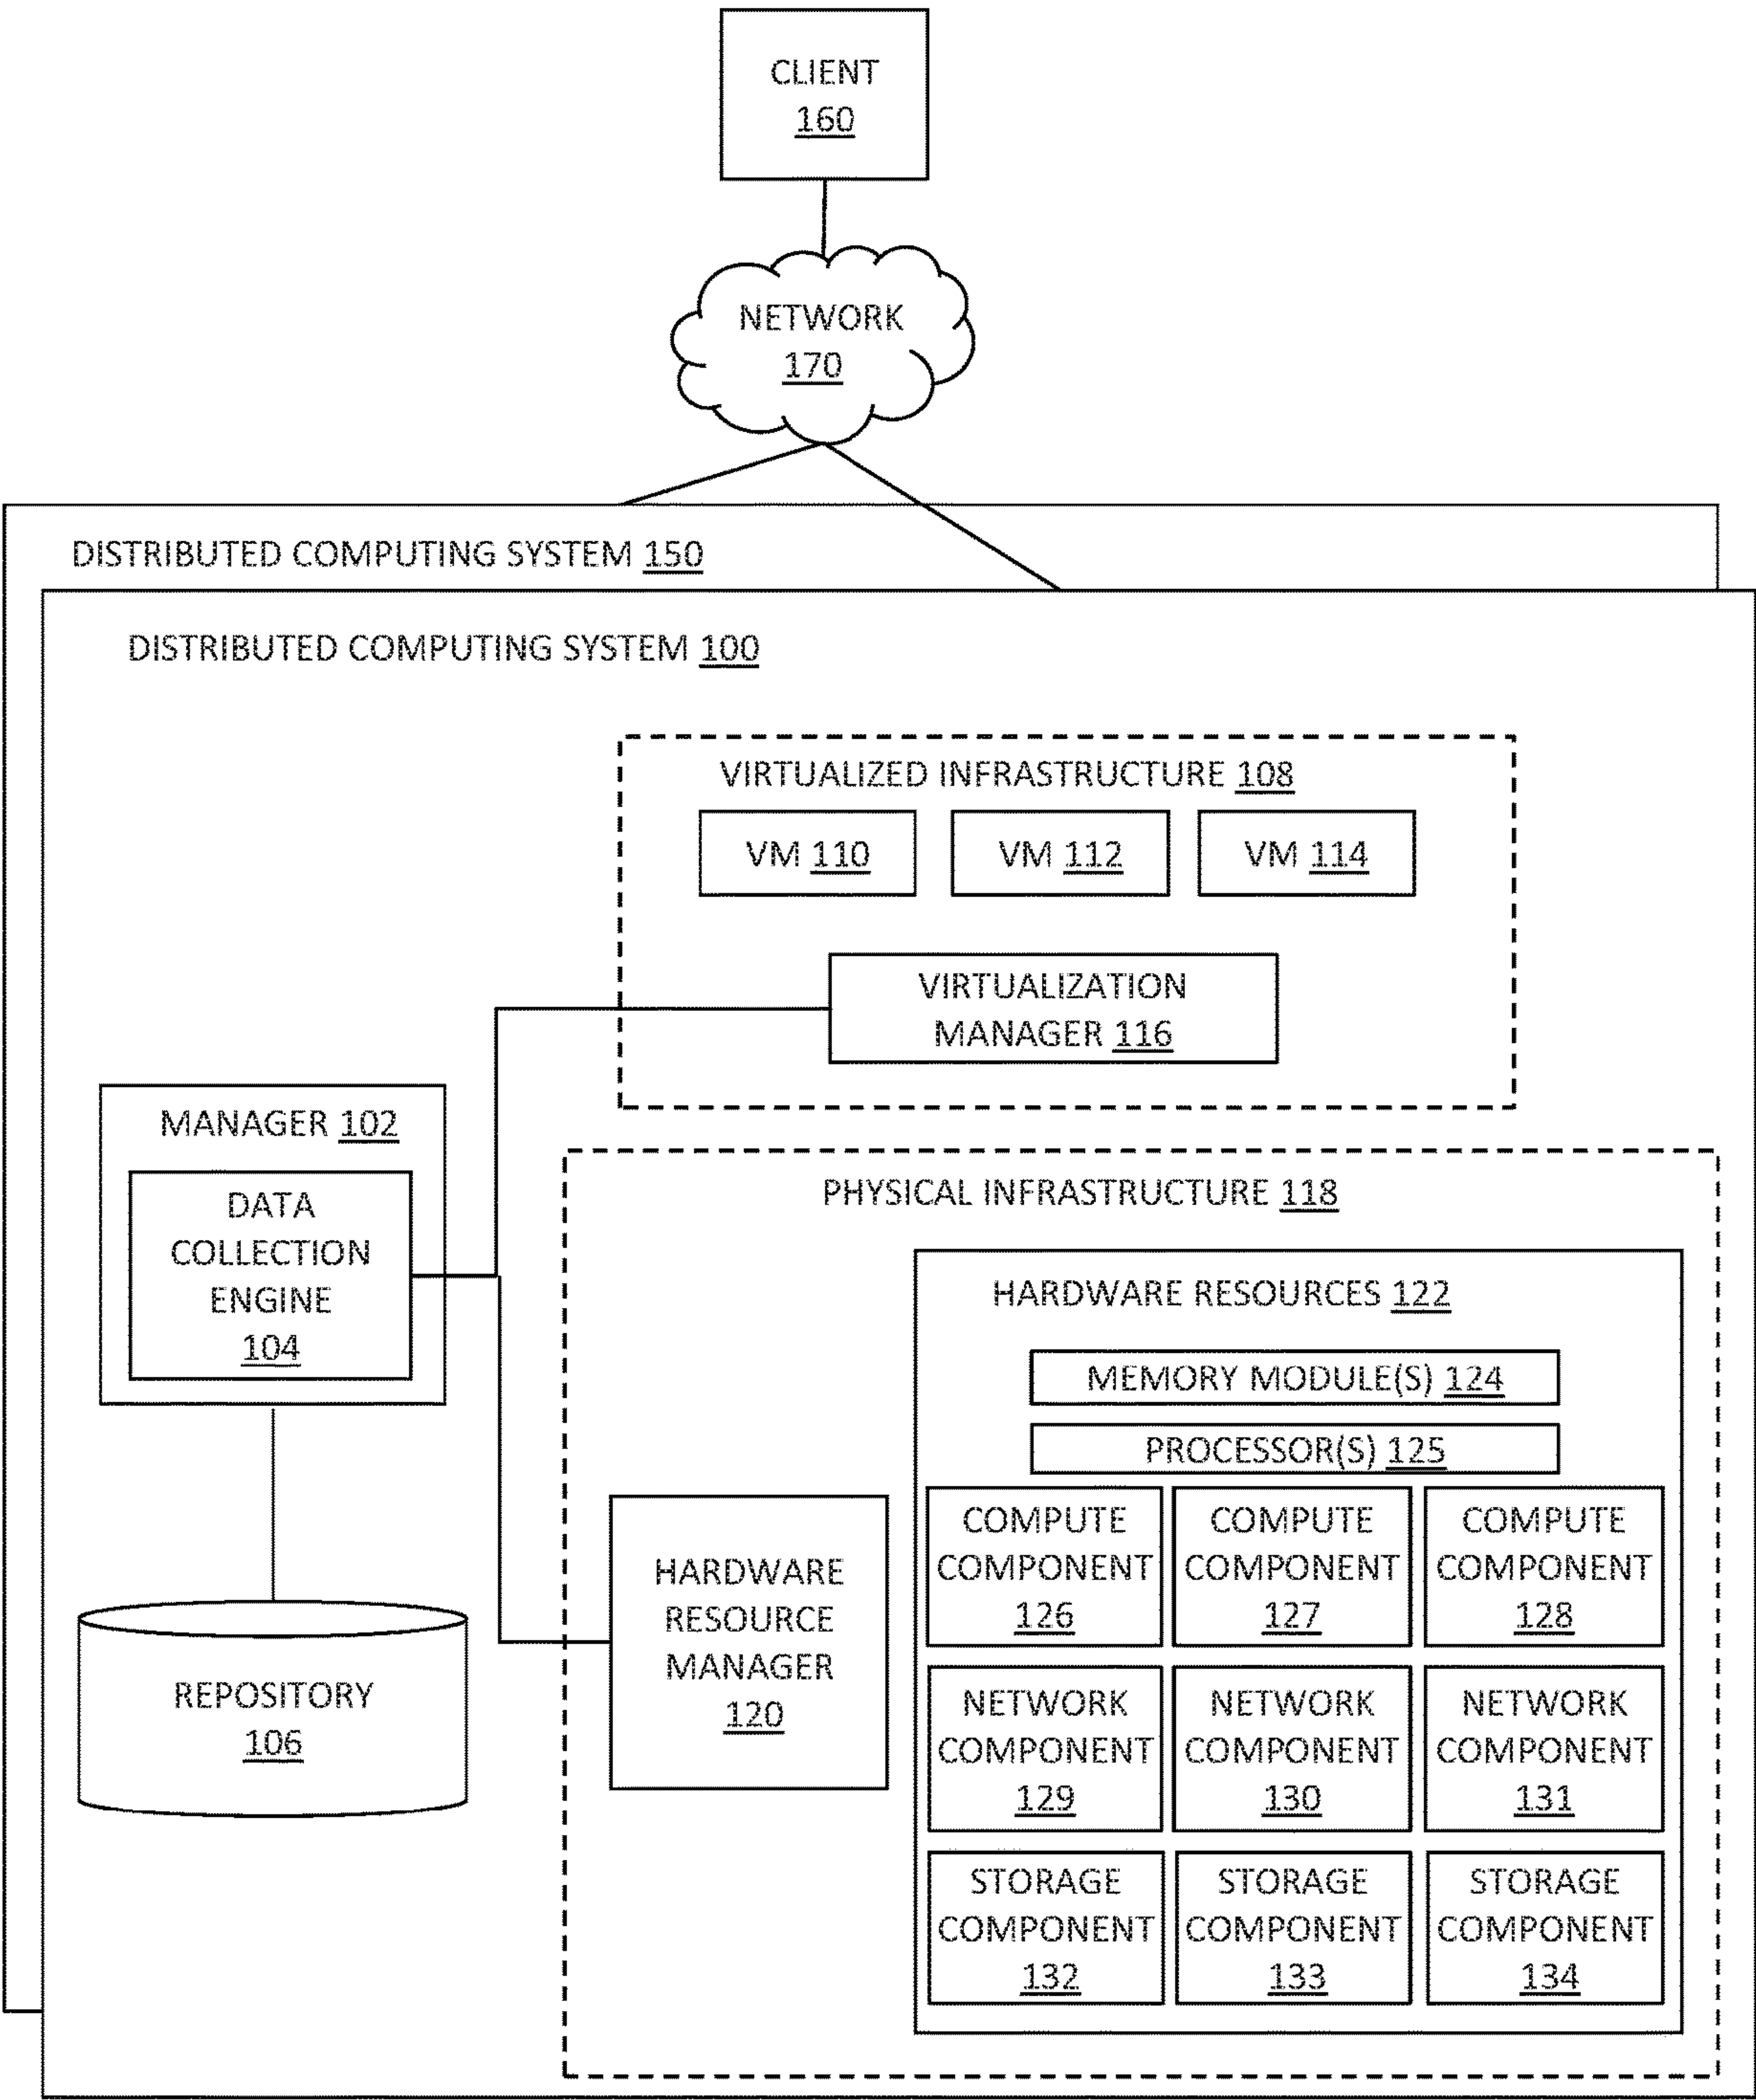 CLIENT
160
NETWORK
170
DISTRIBUTED COMPUTING SYSTEM 150
DISTRIBUTED COMPUTING SYSTEM 100
VIRTUALIZED INFRASTRUCTURE 108
VM 110
VM 112
VM 114
VIRTUALIZATION
MANAGER 116
MANAGER 102
DATA
COLLECTION
ENGINE
104
REPOSITORY
106
PHYSICAL INFRASTRUCTURE 118
HARDWARE
RESOURCE
MANAGER
120
HARDWARE RESOURCES 122
MEMORY MODULE(S) 124
PROCESSOR(S) 125
COMPUTE
COMPONENT
126
COMPUTE
COMPONENT
127
COMPUTE
COMPONENT
128
NETWORK
COMPONENT
129
NETWORK
COMPONENT
130
NETWORK
COMPONENT
131
STORAGE
COMPONENT
132
STORAGE
COMPONENT
133
STORAGE
COMPONENT
134